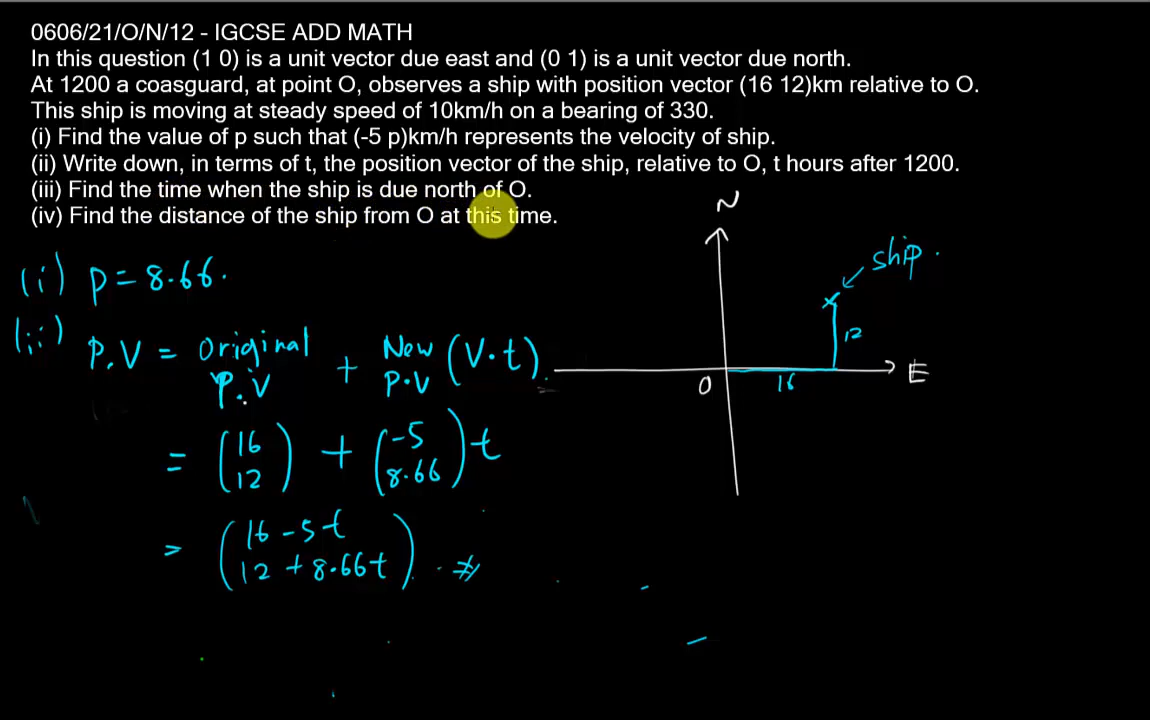 0606/21/O/N/12 - IGCSE ADD MATH
In this question (1 0) is a unit vector due east and (0 1) is a unit vector due north.
At 1200 a coasguard, at point O, observes a ship with position vector (16 12)km relative to O.
This ship is moving at steady speed of 10km/h on a bearing of 330.
(i) Find the value of p such that (-5 p)km/h represents the velocity of ship.
(ii) Write down, in terms of t, the position vector of the ship, relative to O, t hours after 1200.
(iii) Find the time when the ship is due north of O.
(iv) Find the distance of the ship from O at this time.
N
ship.
(i) p = 8.66.
12
(ii) P.V = Original P.V + New P.V (V.t).
O
16
E
= (16 12) + (-5 8.66) t
= (16 - 5t
12 + 8.66t)